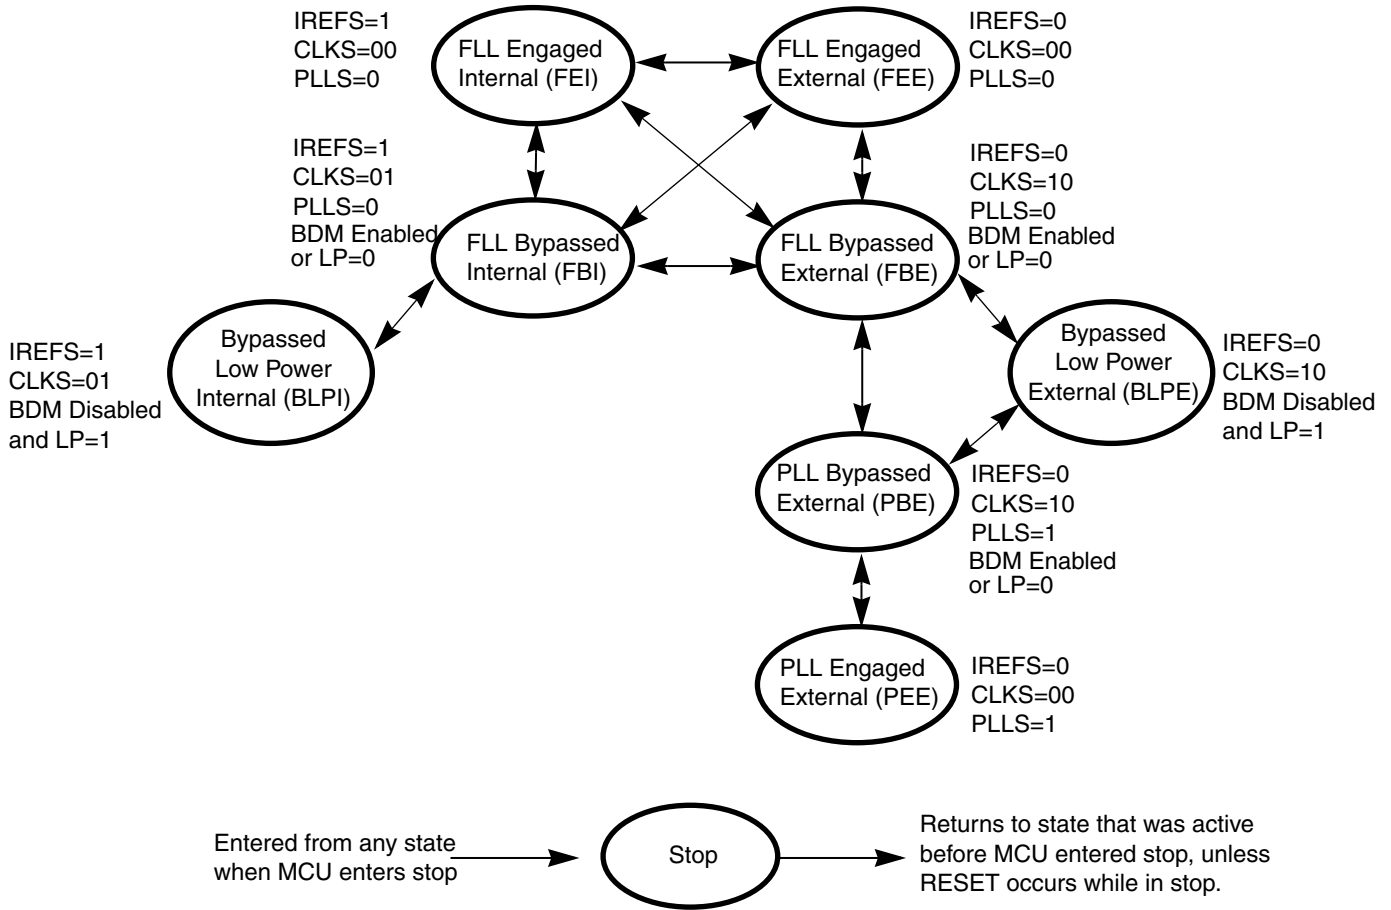 IREFS=1
CLKS=00
PLLS=0
FLL Engaged
Internal (FEI)
FLL Engaged
External (FEE)
IREFS=0
CLKS=00
PLLS=0
IREFS=1
CLKS=01
PLLS=0
BDM Enabled
or LP=0
FLL Bypassed
Internal (FBI)
FLL Bypassed
External (FBE)
IREFS=0
CLKS=10
PLLS=0
BDM Enabled
or LP=0
IREFS=1
CLKS=01
BDM Disabled
and LP=1
Bypassed
Low Power
Internal (BLPI)
Bypassed
Low Power
External (BLPE)
IREFS=0
CLKS=10
BDM Disabled
and LP=1
PLL Bypassed
External (PBE)
IREFS=0
CLKS=10
PLLS=1
BDM Enabled
or LP=0
PLL Engaged
External (PEE)
IREFS=0
CLKS=00
PLLS=1
Entered from any state
when MCU enters stop
Stop
Returns to state that was active
before MCU entered stop, unless
RESET occurs while in stop.